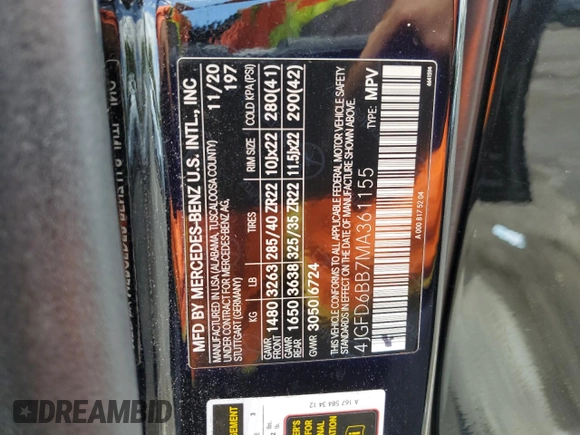 MFD BY MERCEDES-BENZ U.S. INTL., INC
MANUFACTURED IN USA (ALABAMA, TUSCALOOSA COUNTY)
UNDER CONTRACT FOR MERCEDES-BENZ AG,
STUTTGART (GERMANY)
11/20
197
KG LB TIRES RIM SIZE COLD KPA(PSI)
GAWR FRONT 1480 3263 285/40 ZR22 10Jx22 280(41)
GAWR REAR 1650 3638 325/35 ZR22 11.5Jx22 290(42)
GVWR 3050 6724
THIS VEHICLE CONFORMS TO ALL APPLICABLE FEDERAL MOTOR VEHICLE SAFETY
STANDARDS IN EFFECT ON THE DATE OF MANUFACTURE SHOWN ABOVE.
4JGFD6BB7MA361155 TYPE: MPV
A 000 817 52 04
A 167 584 34 12
DREAMBID